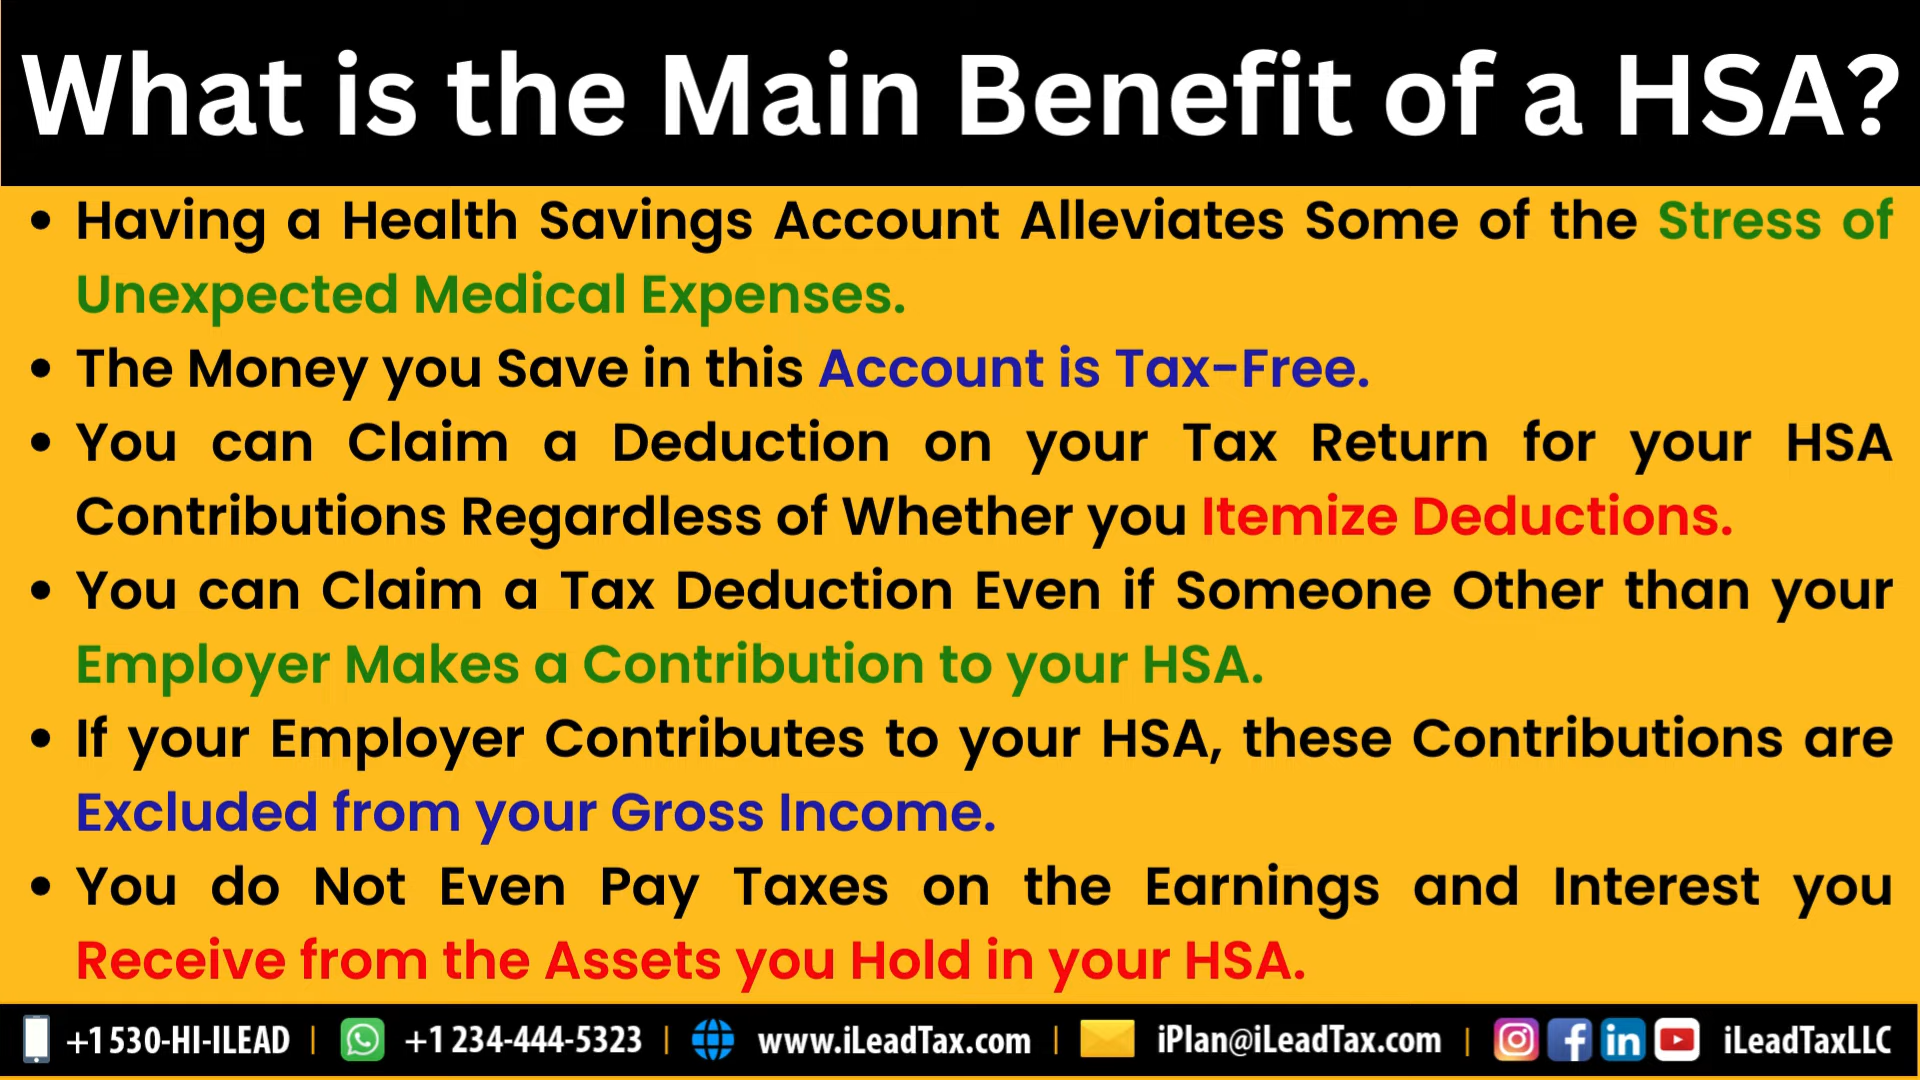 What is the Main Benefit of a HSA?
• Having a Health Savings Account Alleviates Some of the Stress of
Unexpected Medical Expenses.
• The Money you Save in this Account is Tax-Free.
• You can Claim a Deduction on your Tax Return for your HSA
Contributions Regardless of Whether you Itemize Deductions.
• You can Claim a Tax Deduction Even if Someone Other than your
Employer Makes a Contribution to your HSA.
• If your Employer Contributes to your HSA, these Contributions are
Excluded from your Gross Income.
• You do Not Even Pay Taxes on the Earnings and Interest you
Receive from the Assets you Hold in your HSA.
+1 530-HI-ILEAD | +1 234-444-5323 | www.iLeadTax.com | iPlan@iLeadTax.com | iLeadTaxLLC